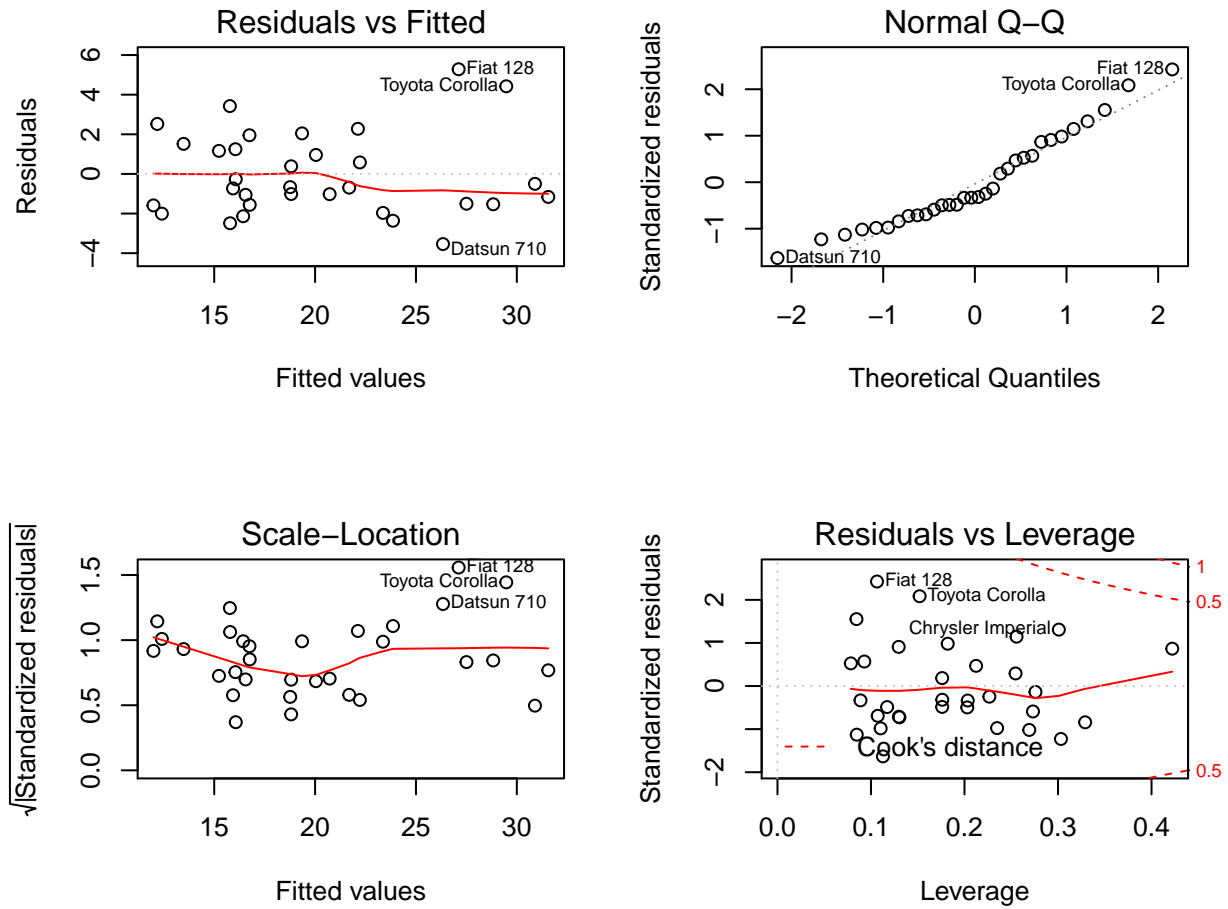 Residuals vs Fitted
Residuals
6
4
2
0
−4
Fiat 128
Toyota Corolla
Datsun 710
15 20 25 30
Fitted values
Normal Q−Q
Standardized residuals
2
1
0
−1
Fiat 128
Toyota Corolla
Datsun 710
−2 −1 0 1 2
Theoretical Quantiles
Scale−Location
√|Standardized residuals|
1.5
1.0
0.5
0.0
Fiat 128
Toyota Corolla
Datsun 710
15 20 25 30
Fitted values
Residuals vs Leverage
Standardized residuals
2
1
0
−2
Fiat 128
Toyota Corolla
Chrysler Imperial
Cook's distance
1
0.5
0.5
0.0 0.1 0.2 0.3 0.4
Leverage